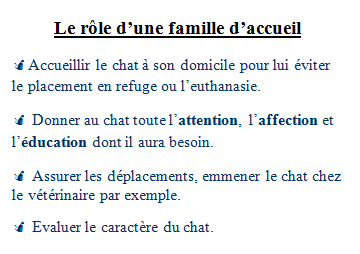 Le rôle d’une famille d’accueil
Accueillir le chat à son domicile pour lui éviter
le placement en refuge ou l’euthanasie.
Donner au chat toute l’attention, l’affection et
l’éducation dont il aura besoin.
Assurer les déplacements, emmener le chat chez
le vétérinaire par exemple.
Evaluer le caractère du chat.